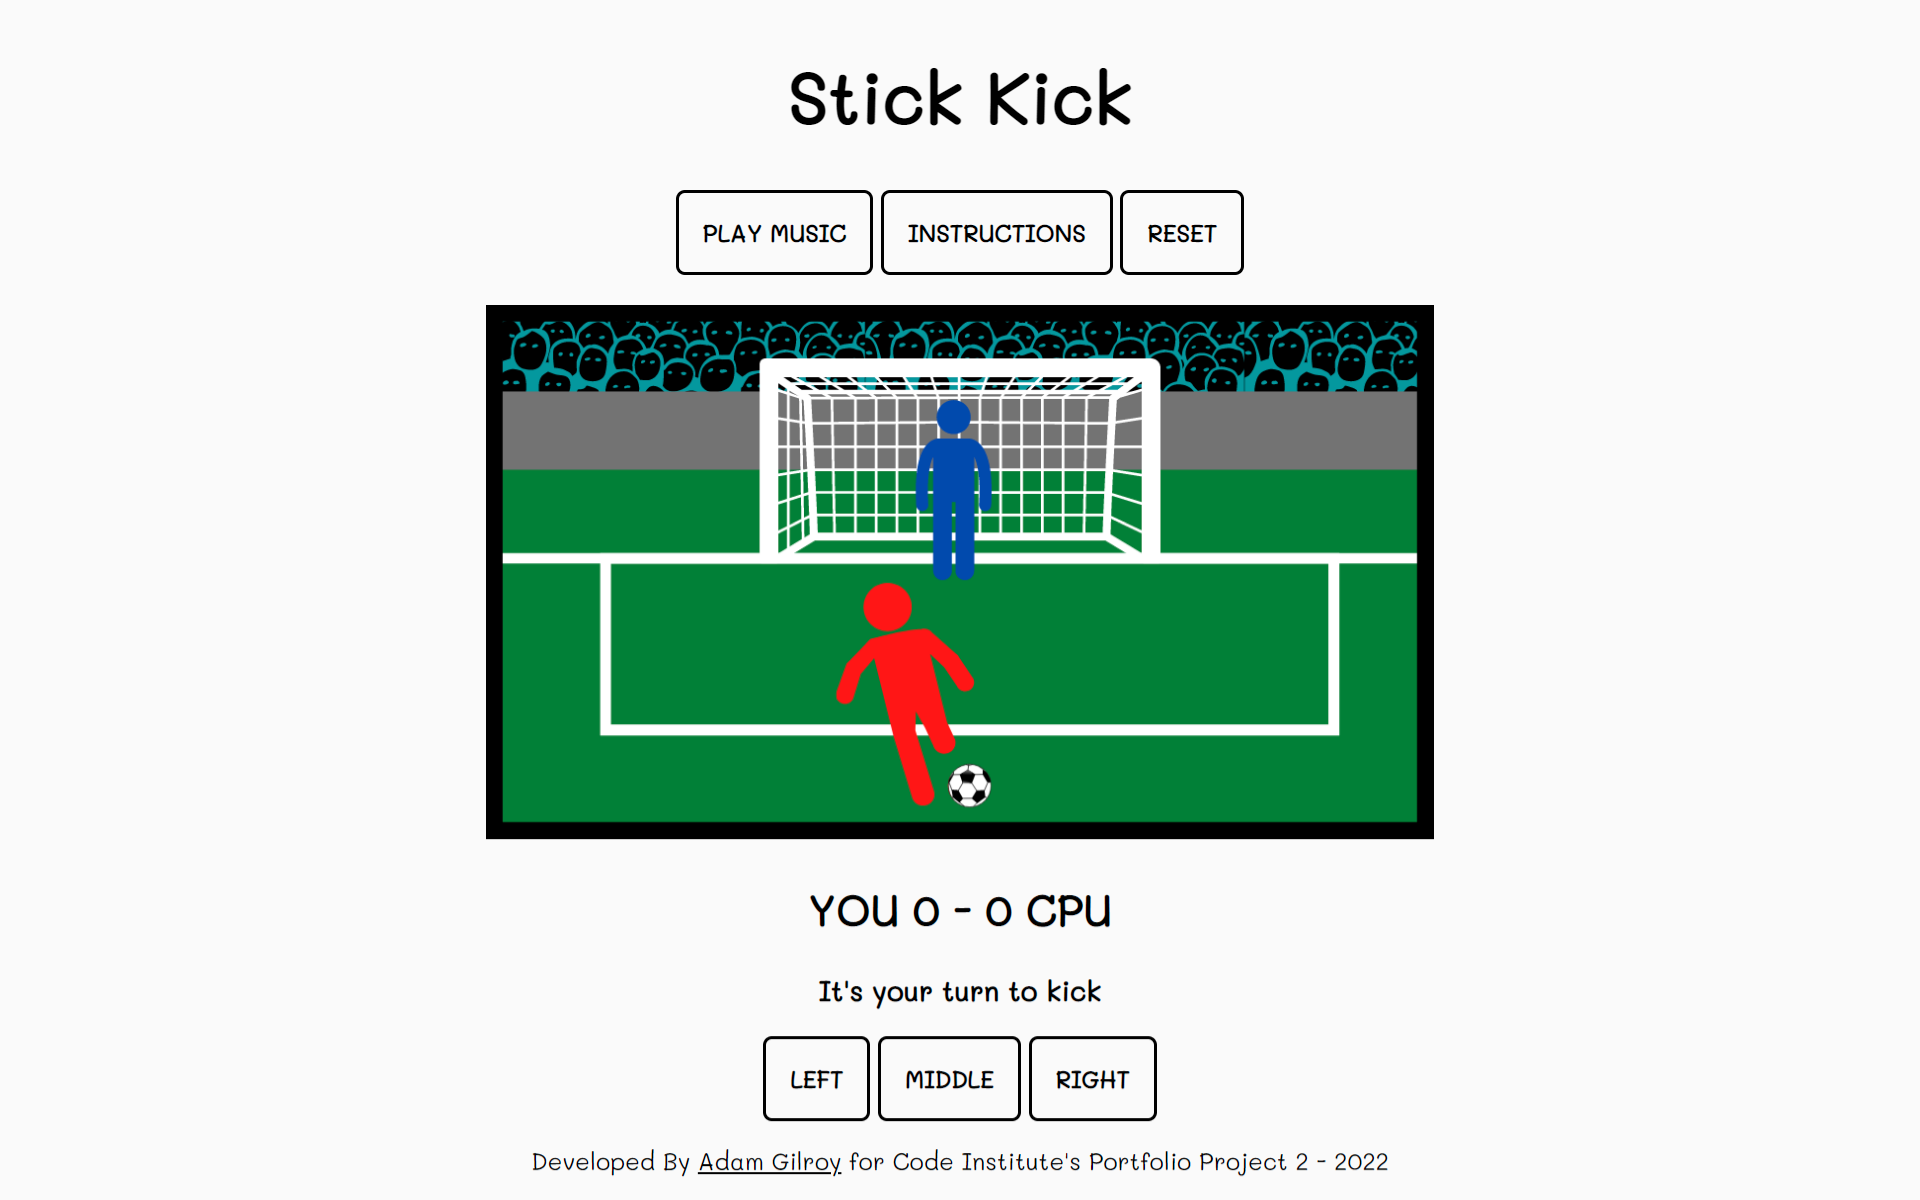 Stick Kick
PLAY MUSIC INSTRUCTIONS RESET
YOU 0 - 0 CPU
It's your turn to kick
LEFT MIDDLE RIGHT
Developed By Adam Gilroy for Code Institute's Portfolio Project 2 - 2022